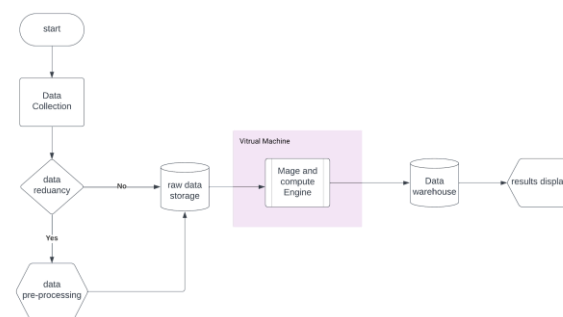 start
Data
Collection
data
reduancy
No
Yes
data
pre-processing
raw data
storage
Vitrual Machine
Mage and
compute
Engine
Data
warehouse
results displa